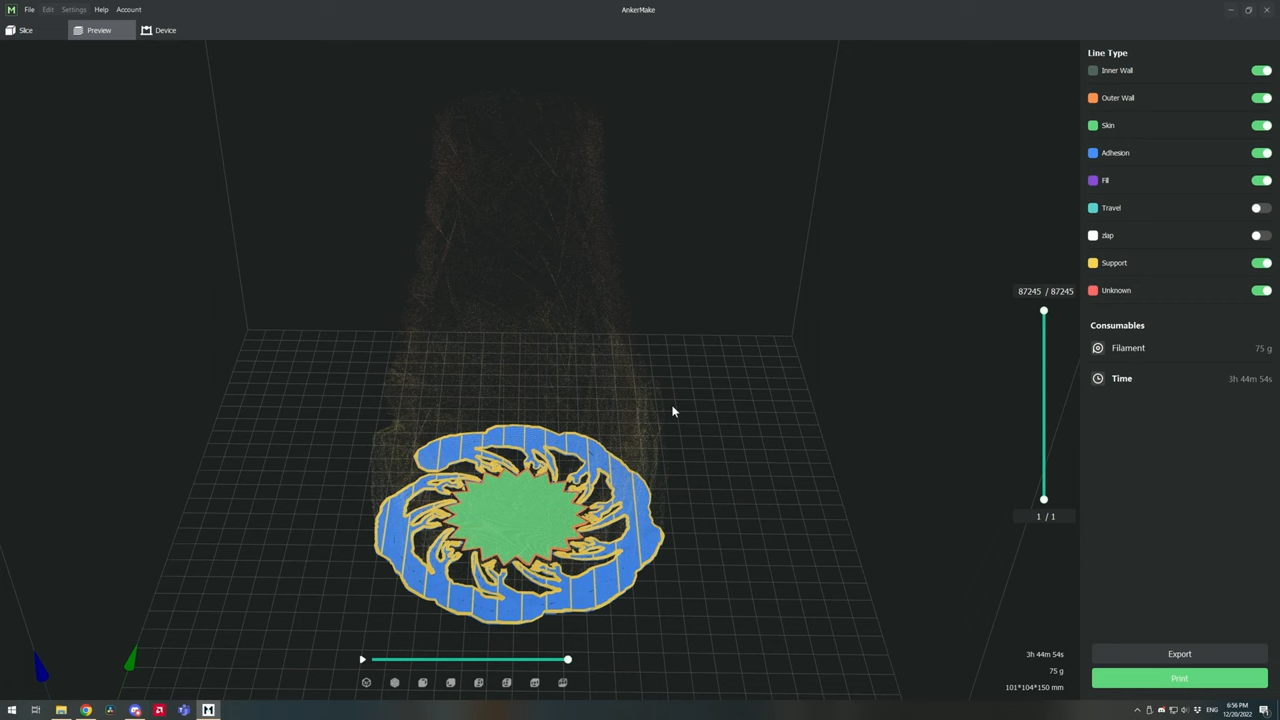 M File Edit Settings Help Account AnkerMake
Slice Preview Device
Line Type
Inner Wall
Outer Wall
Skin
Adhesion
Fill
Travel
zlap
Support
Unknown
87245 / 87245
Consumables
Filament 75 g
Time 3h 44m 54s
1 / 1
3h 44m 54s
75 g
101*104*150 mm
Export
Print
ENG
6:56 PM
12/20/2022